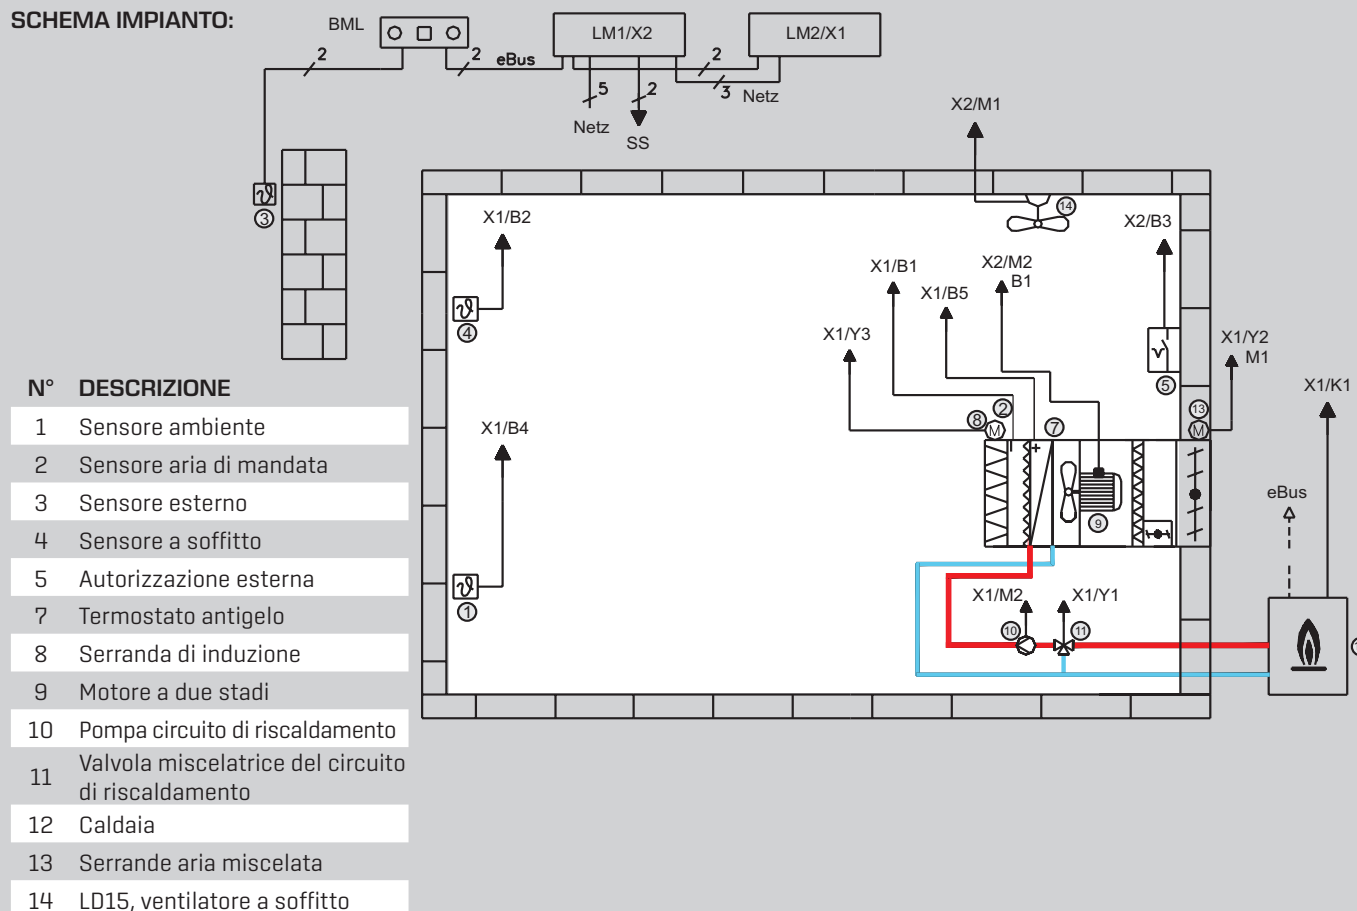 SCHEMA IMPIANTO:
BML
LM1/X2
LM2/X1
2
2
eBus
2
5
2
3
Netz
Netz
SS
X2/M1
3
14
X1/B2
X2/B3
X2/M2
B1
X1/B1
X1/B5
4
X1/Y3
X1/Y2
M1
5
X1/K1
X1/B4
8
M
2
7
13
M
eBus
9
1
X1/M2
X1/Y1
10
11
N° DESCRIZIONE
1 Sensore ambiente
2 Sensore aria di mandata
3 Sensore esterno
4 Sensore a soffitto
5 Autorizzazione esterna
7 Termostato antigelo
8 Serranda di induzione
9 Motore a due stadi
10 Pompa circuito di riscaldamento
11 Valvola miscelatrice del circuito
di riscaldamento
12 Caldaia
13 Serrande aria miscelata
14 LD15, ventilatore a soffitto